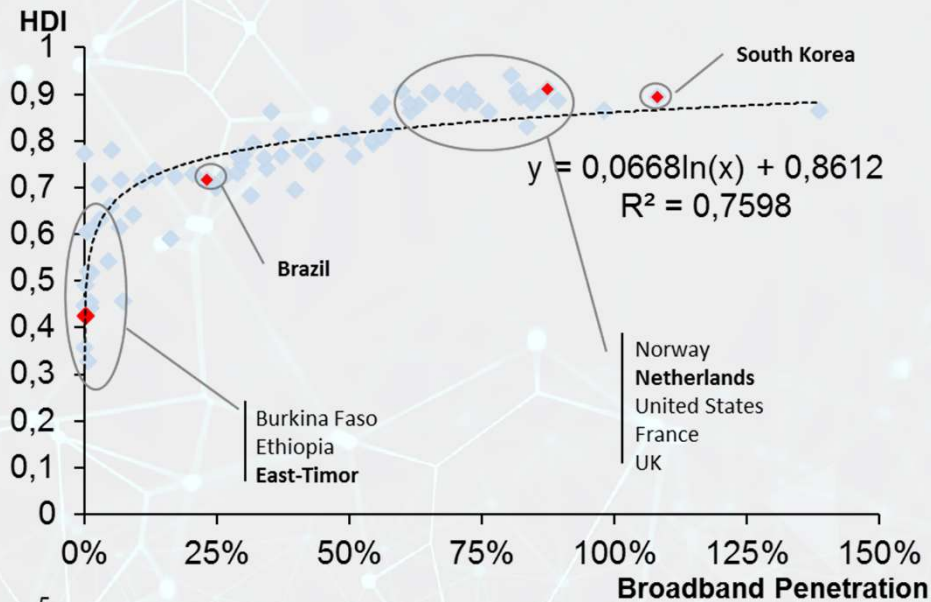 HDI
1
0,9
0,8
0,7
0,6
0,5
0,4
0,3
0,2
0,1
0
South Korea
y = 0,0668ln(x) + 0,8612
R² = 0,7598
Brazil
Norway
Netherlands
United States
France
UK
Burkina Faso
Ethiopia
East-Timor
0% 25% 50% 75% 100% 125% 150%
Broadband Penetration